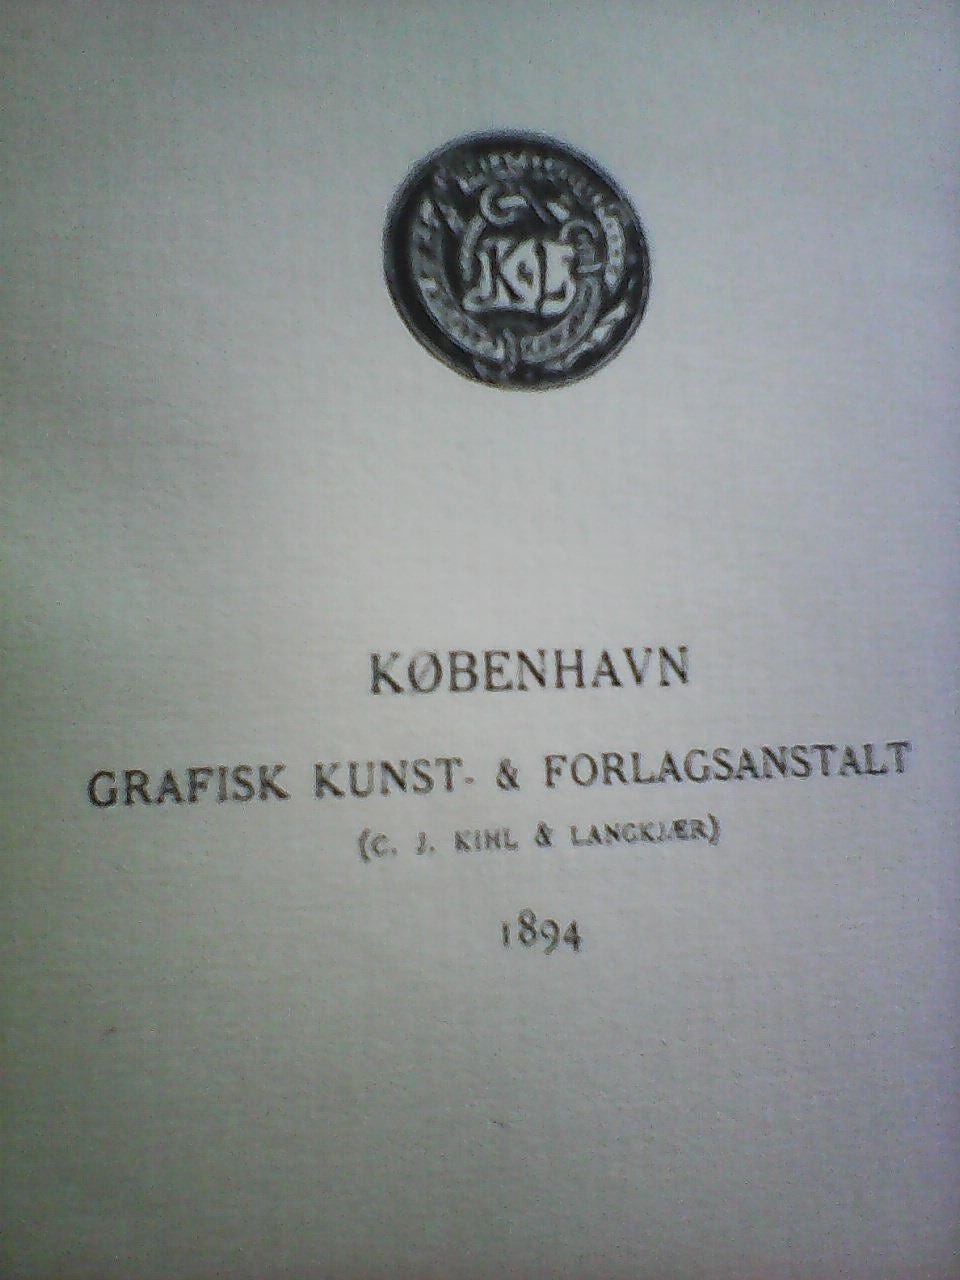 KØBENHAVN
GRAFISK KUNST- & FORLAGSANSTALT
(C. J. KIHL & LANGKJÆR)
1894